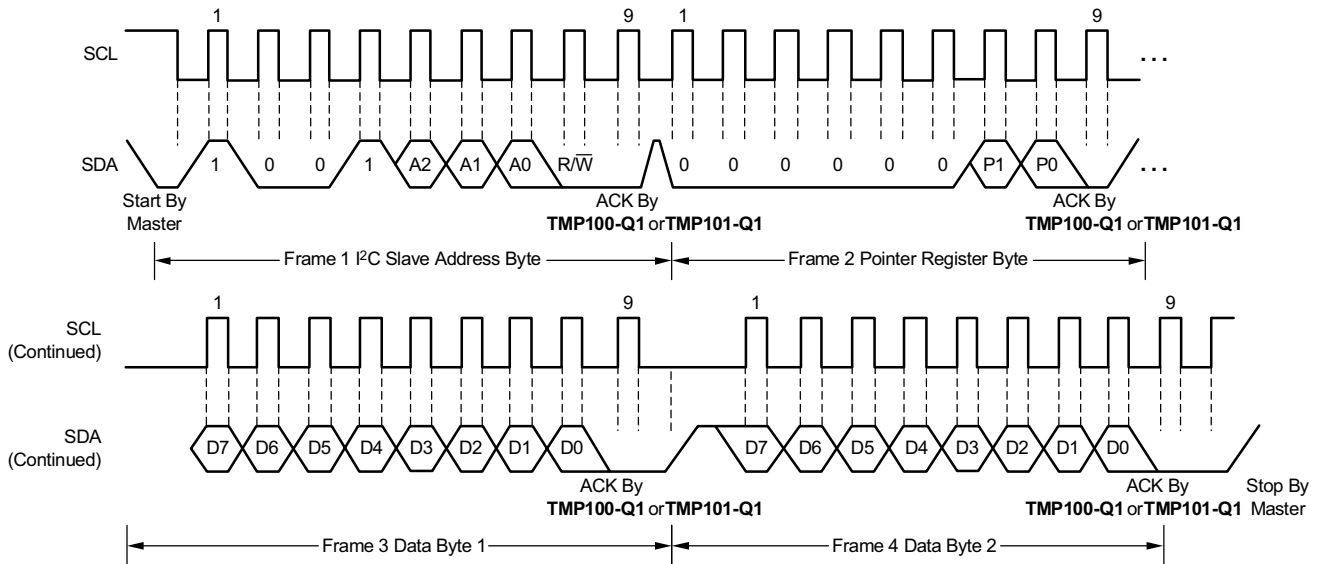 1 9 1 9
SCL ...
SDA 1 0 0 1 A2 A1 A0 R/W̅ 0 0 0 0 0 0 P1 P0 ...
Start By Master
ACK By TMP100-Q1 or TMP101-Q1
ACK By TMP100-Q1 or TMP101-Q1
Frame 1 I²C Slave Address Byte
Frame 2 Pointer Register Byte
1 9 1 9
SCL (Continued)
SDA (Continued) D7 D6 D5 D4 D3 D2 D1 D0 D7 D6 D5 D4 D3 D2 D1 D0
ACK By TMP100-Q1 or TMP101-Q1
ACK By TMP100-Q1 or TMP101-Q1
Stop By Master
Frame 3 Data Byte 1
Frame 4 Data Byte 2